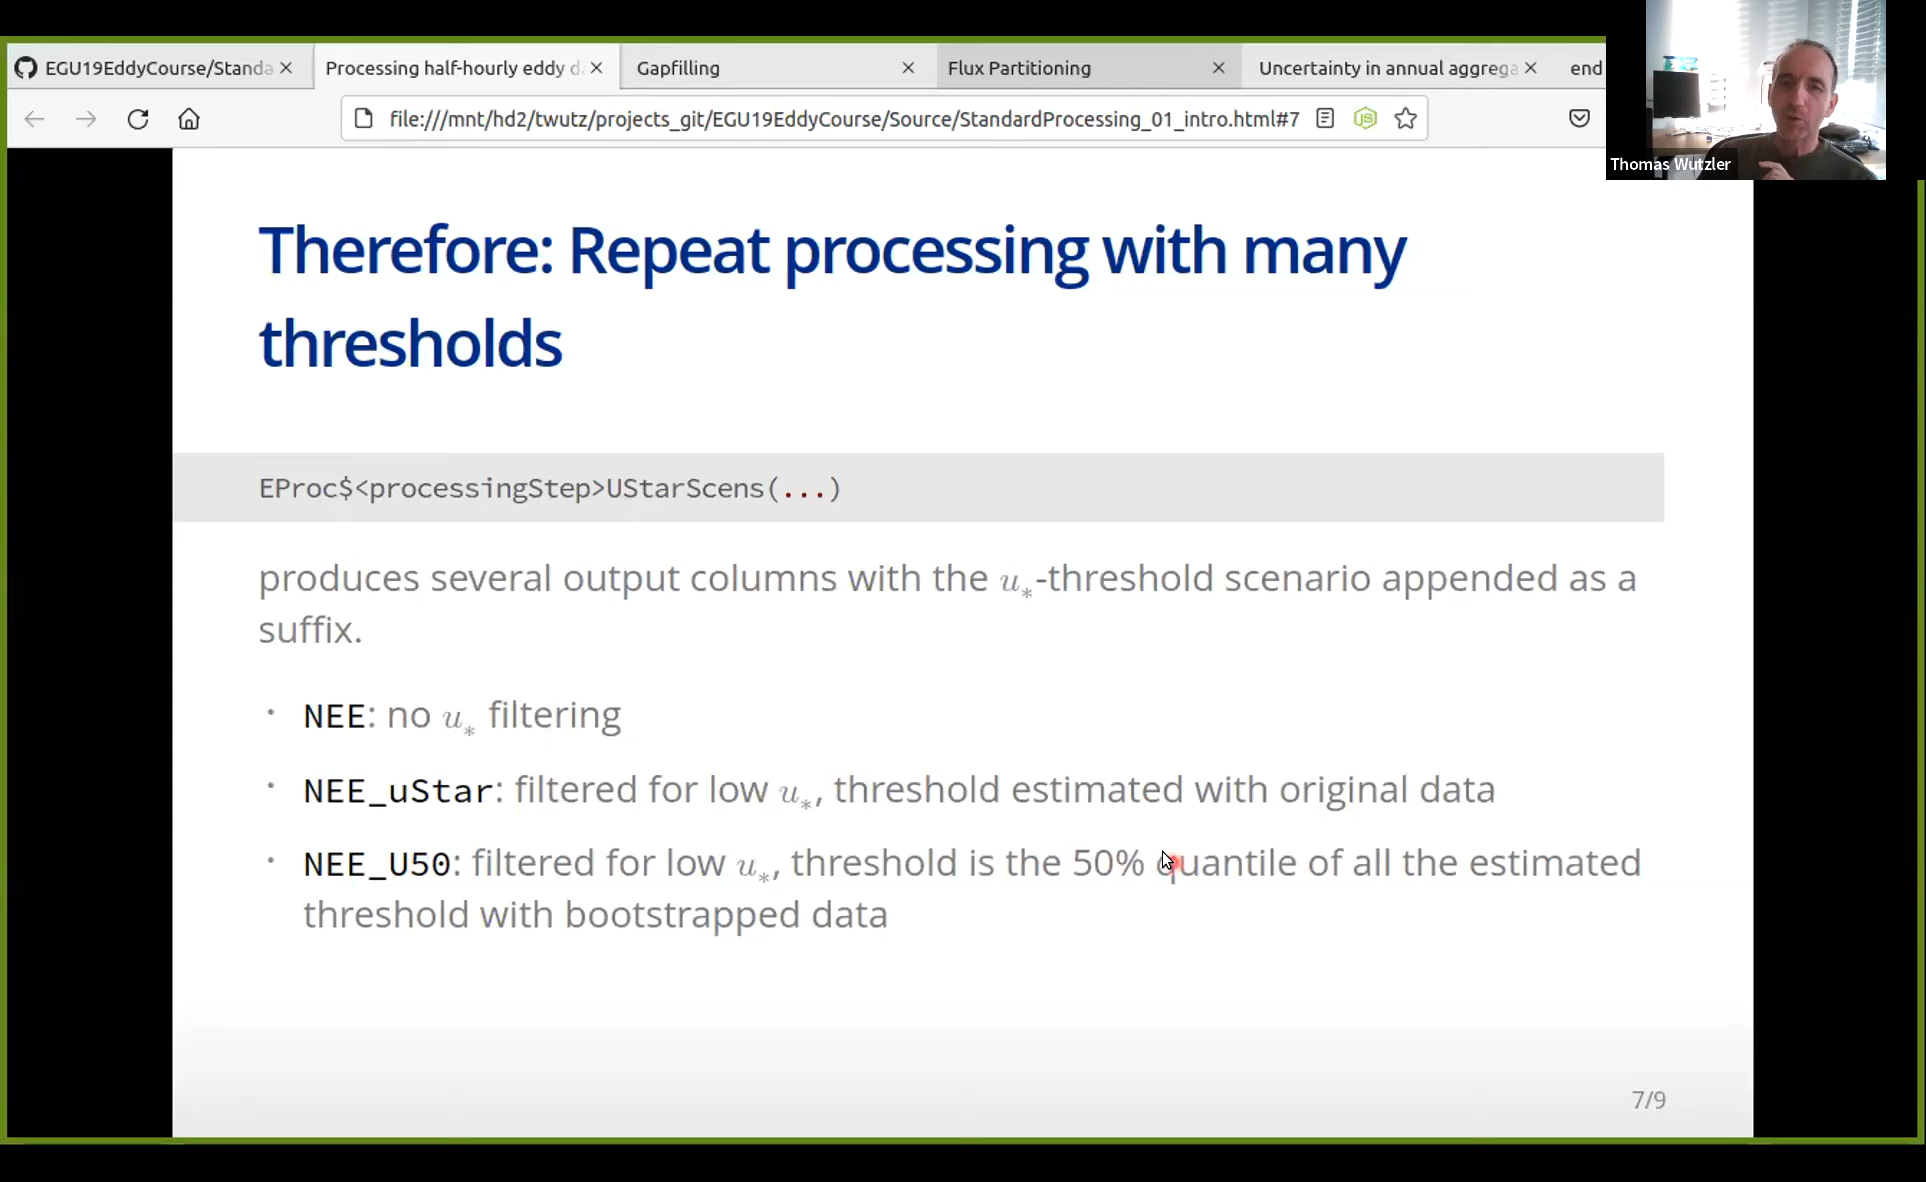 EGU19EddyCourse/Standa
Processing half-hourly eddy d
Gapfilling
Flux Partitioning
Uncertainty in annual aggrega
end
file:///mnt/hd2/twutz/projects_git/EGU19EddyCourse/Source/StandardProcessing_01_intro.html#7
Thomas Wutzler
Therefore: Repeat processing with many
thresholds
EProc$<processingStep>UStarScens(...)
produces several output columns with the u*-threshold scenario appended as a
suffix.
· NEE: no u* filtering
· NEE_uStar: filtered for low u*, threshold estimated with original data
· NEE_U50: filtered for low u*, threshold is the 50% quantile of all the estimated
threshold with bootstrapped data
7/9